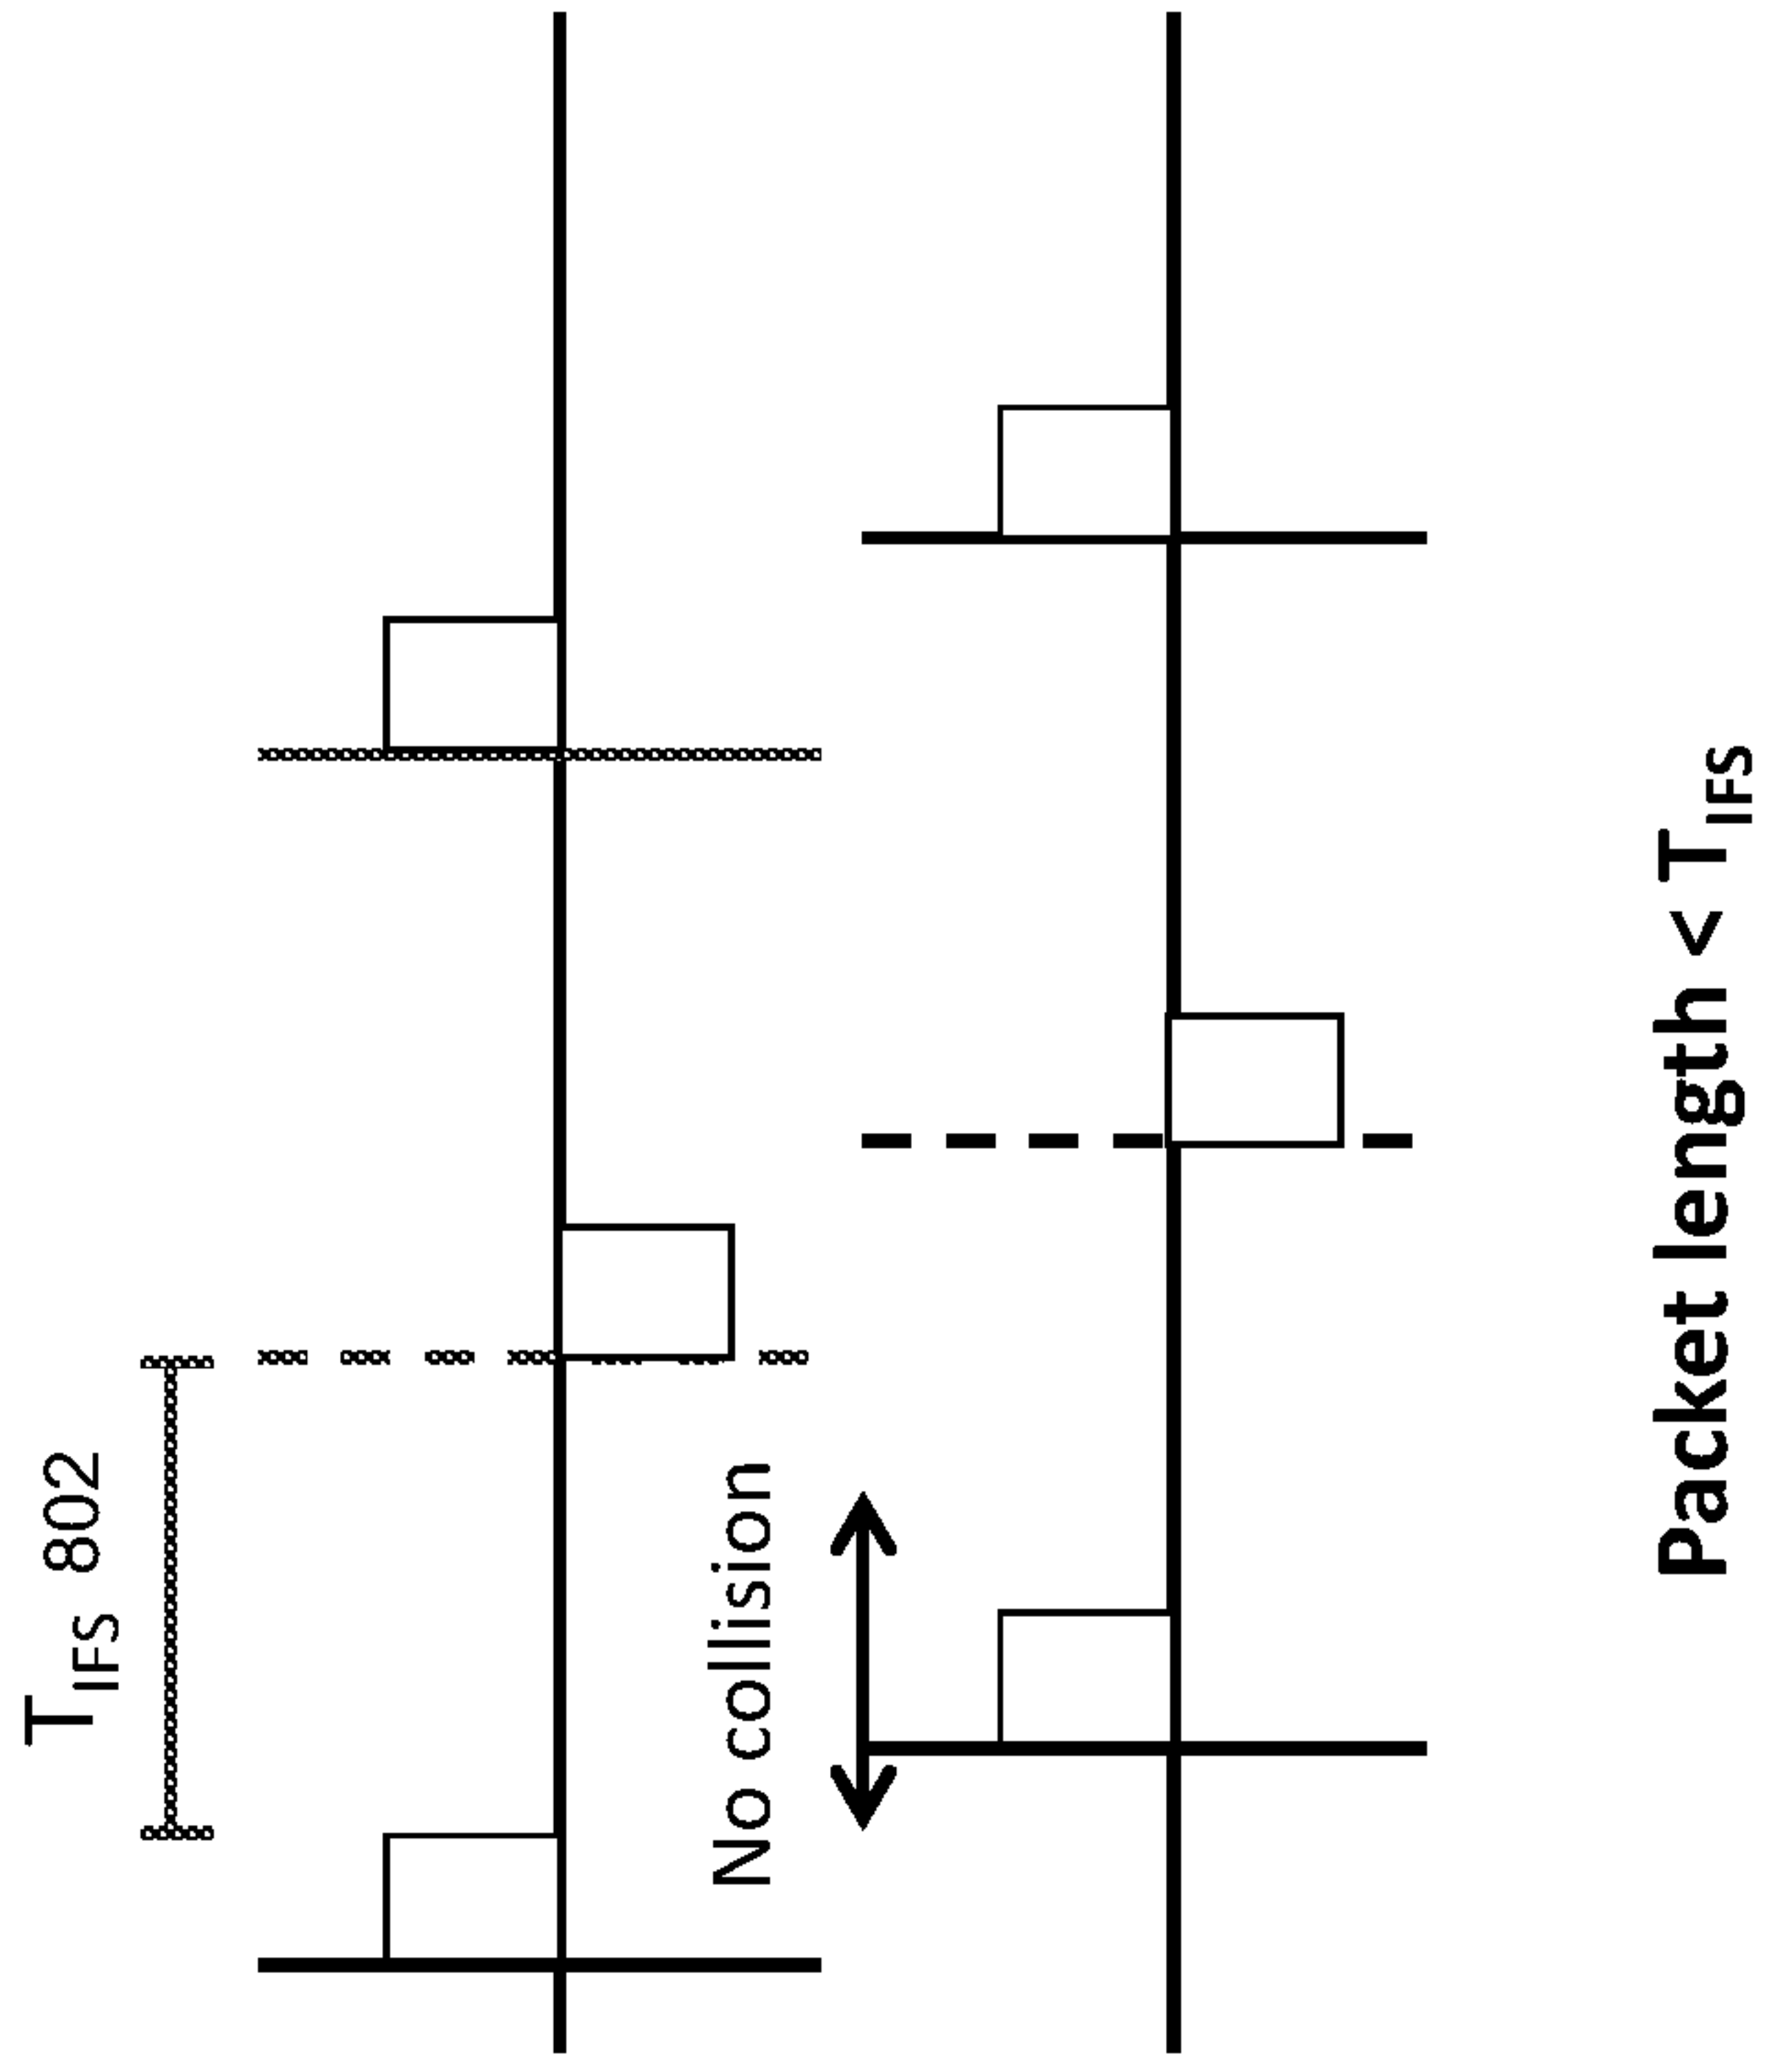 T_IFS 802
No collision
Packet length < T_IFS